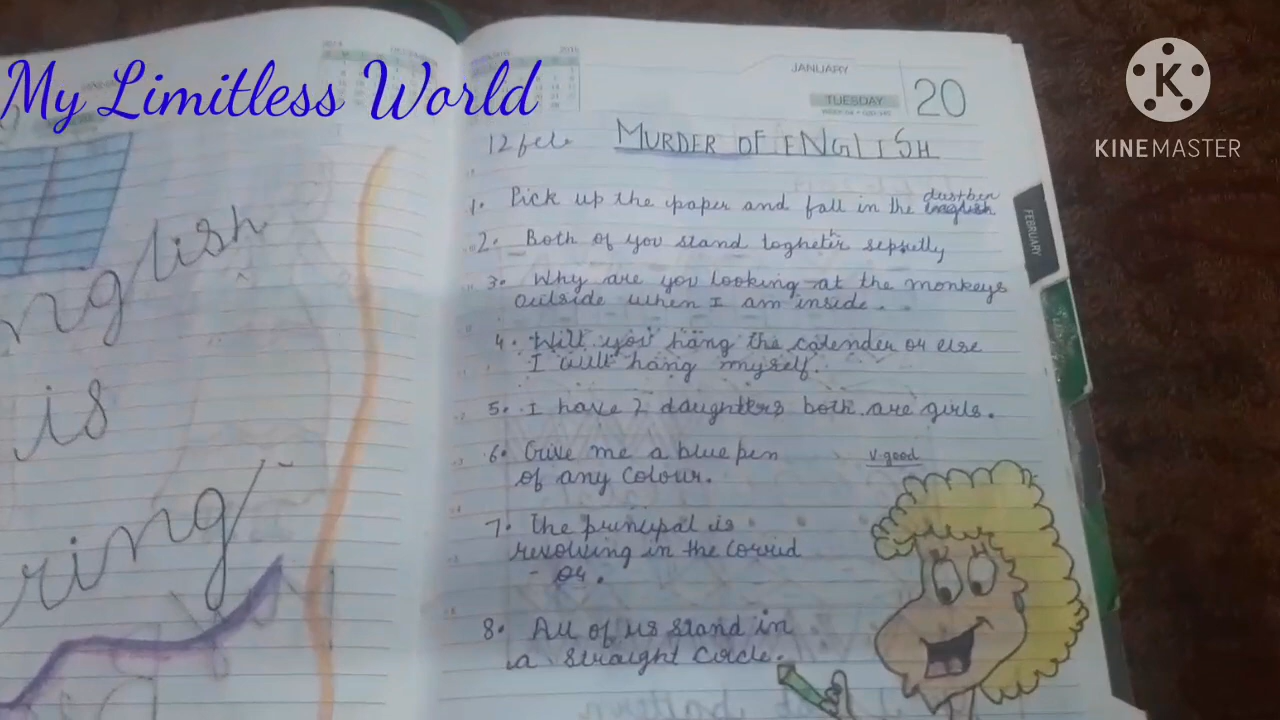 My Limitless World
KINEMASTER
JANUARY
TUESDAY
20
FEBRUARY
nglish
is
ring
12 feb MURDER OF ENGLISH
1. Pick up the paper and fall in the dustben
2. Both of you stand togheter sepretly
3. Why are you looking at the monkeys
outside when I am inside.
4. Will you hang the calender or else
I will hang myself.
5. I have 2 daughters both are girls.
6. Give me a blue pen
of any colour.
v.good
7. The principal is
revolving in the corrid
- or.
8. All of us stand in
a straight circle.